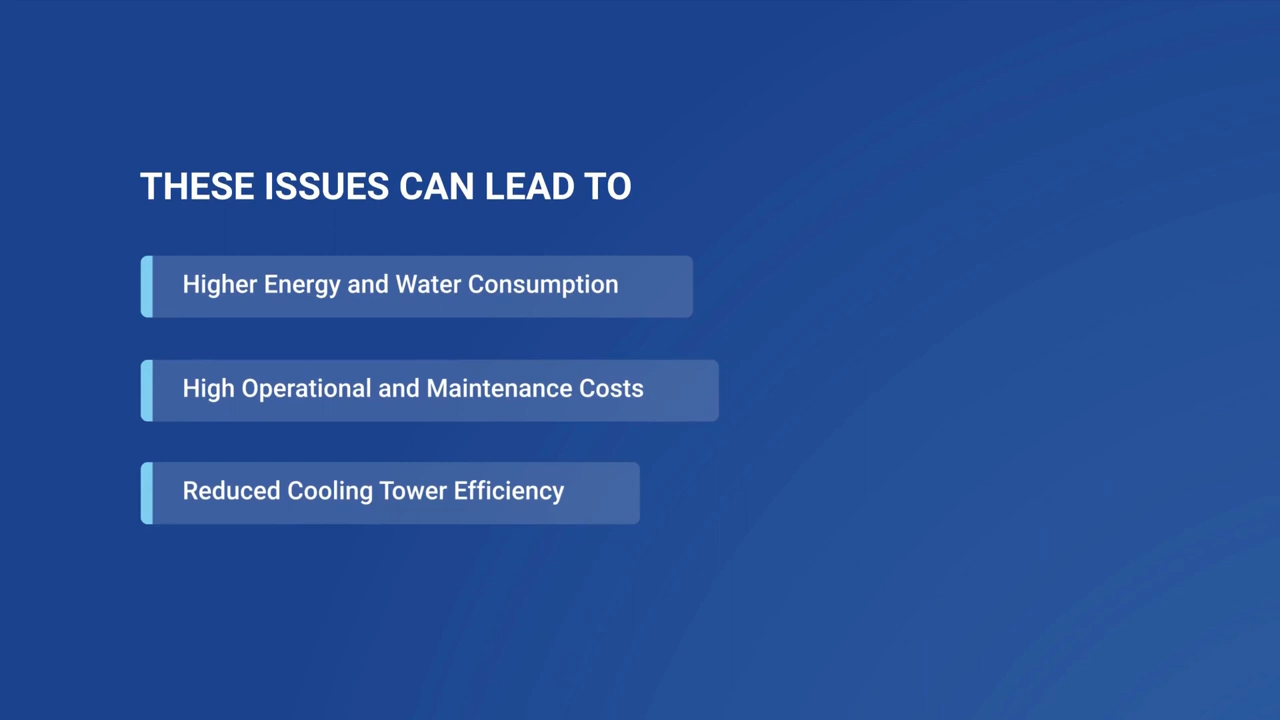 THESE ISSUES CAN LEAD TO
Higher Energy and Water Consumption
High Operational and Maintenance Costs
Reduced Cooling Tower Efficiency